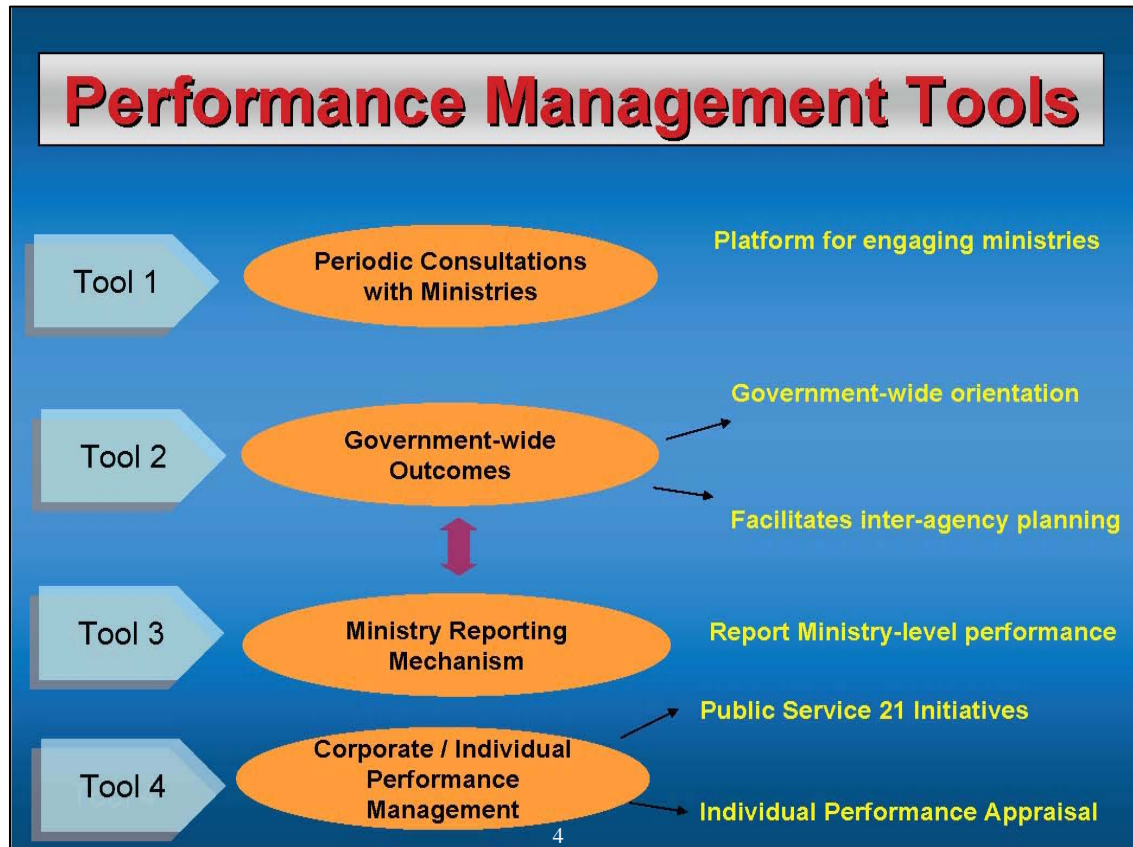 Performance Management Tools
Tool 1
Periodic Consultations
with Ministries
Platform for engaging ministries
Tool 2
Government-wide
Outcomes
Government-wide orientation
Facilitates inter-agency planning
Tool 3
Ministry Reporting
Mechanism
Report Ministry-level performance
Tool 4
Corporate / Individual
Performance
Management
Public Service 21 Initiatives
Individual Performance Appraisal
4